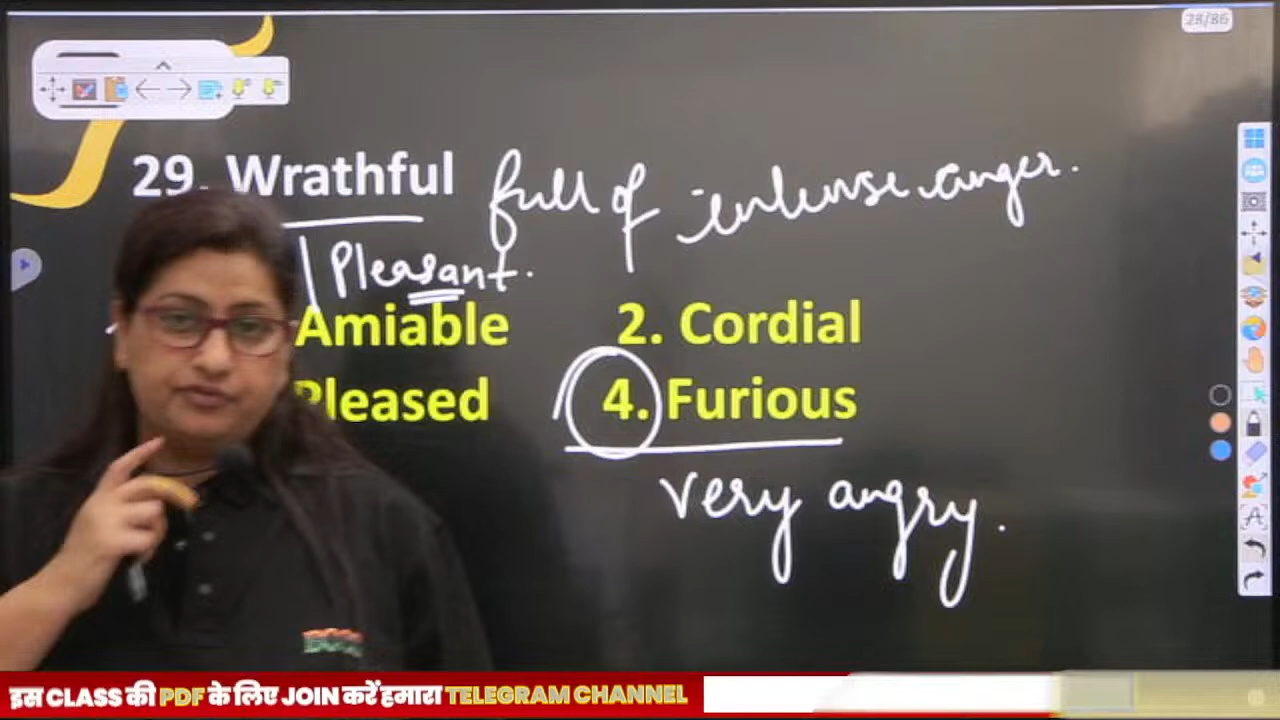 28/86
29. Wrathful full of intense anger.
Pleasant.
Amiable 2. Cordial
Pleased 4. Furious
very angry.
इस CLASS की PDF के लिए JOIN करें हमारा TELEGRAM CHANNEL